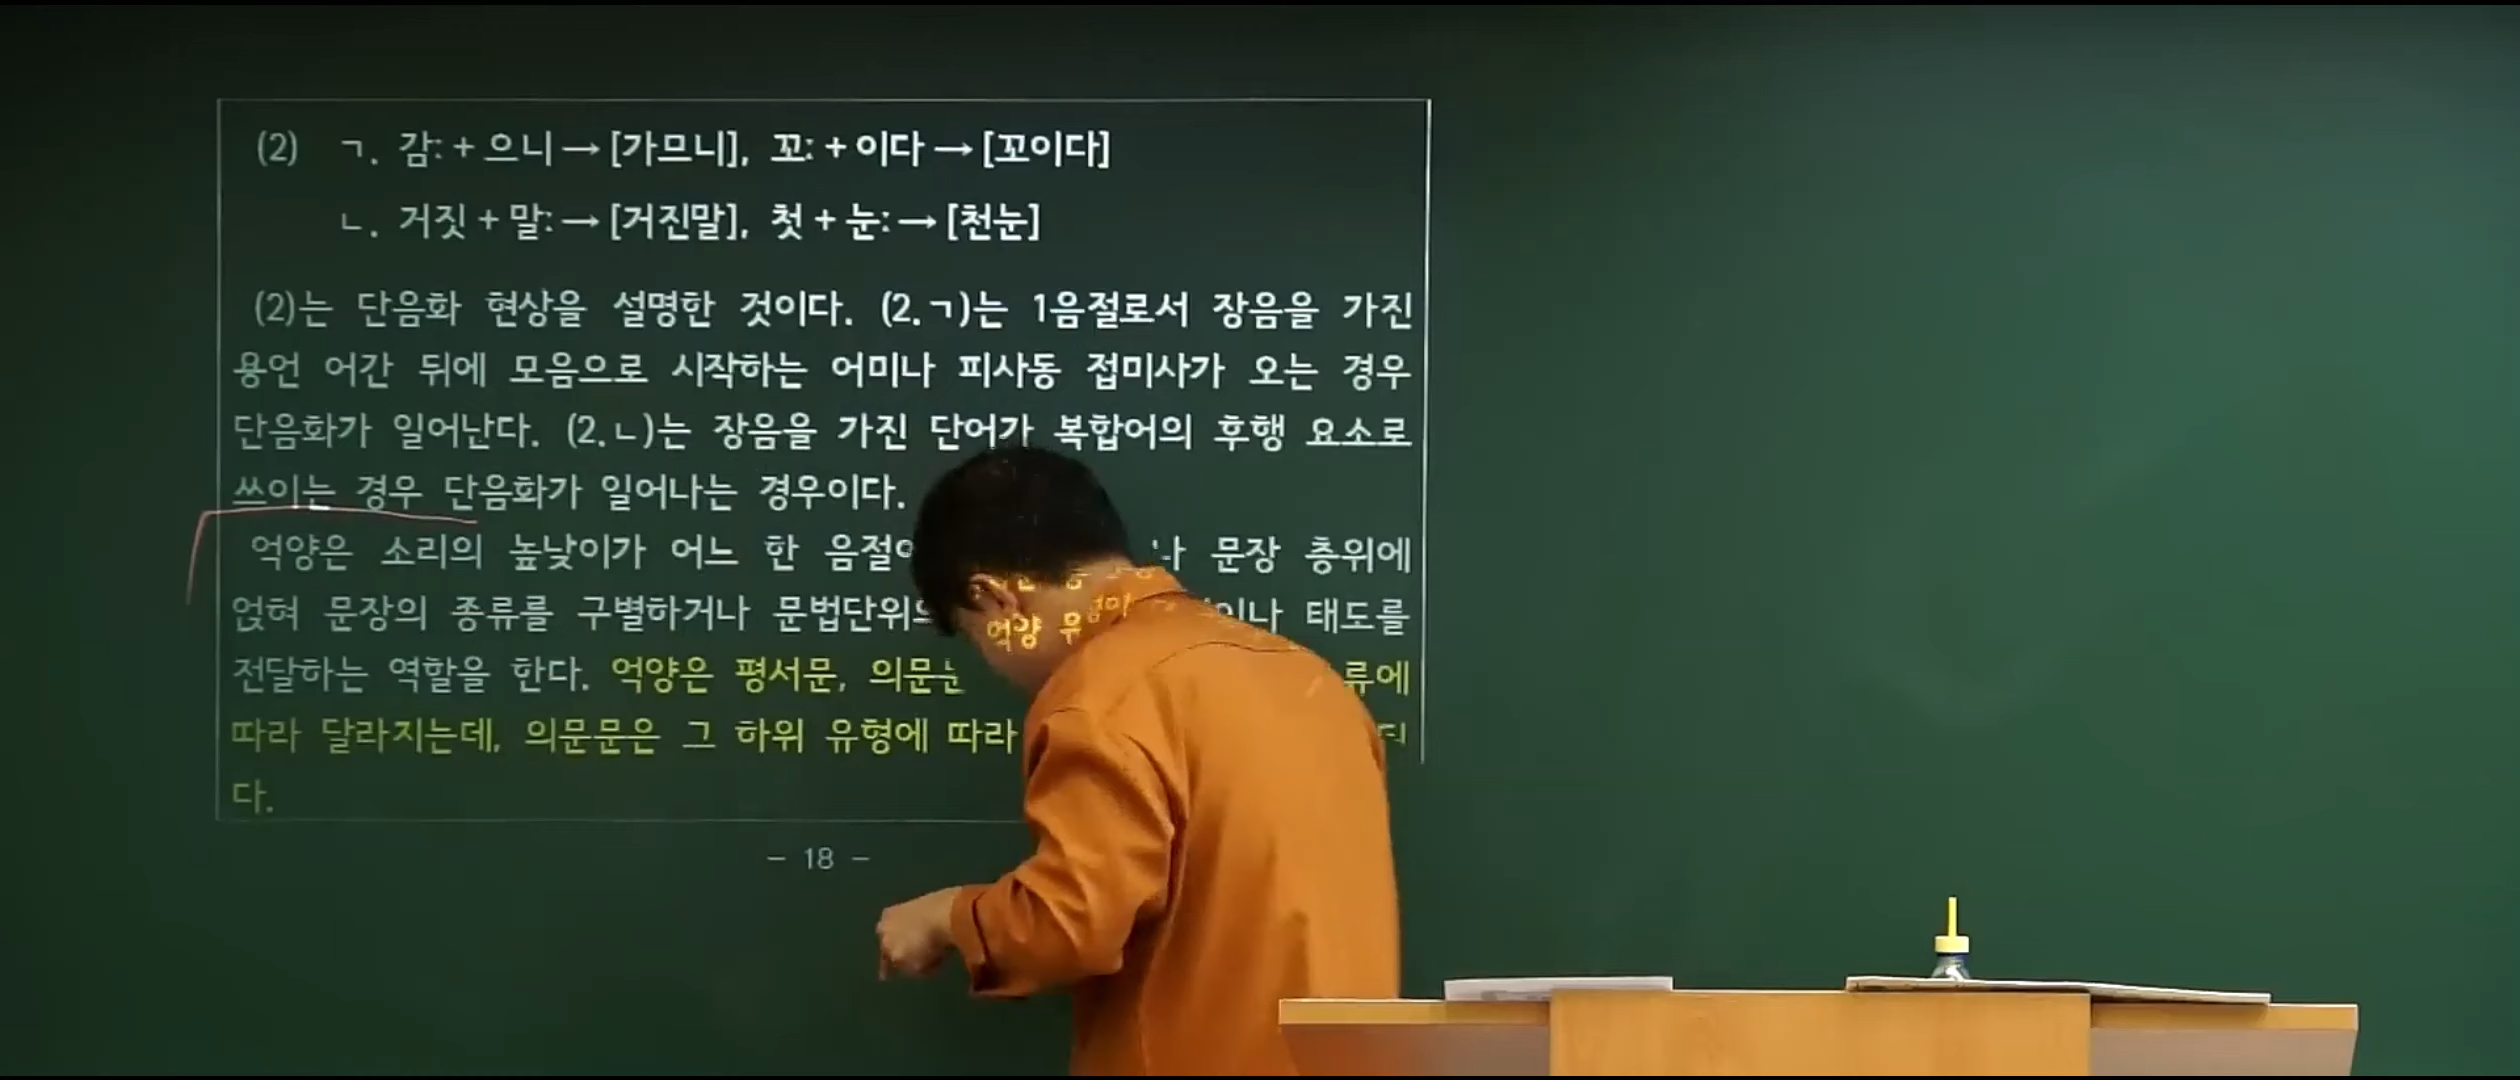 (2) ㄱ. 감ː + 으니 → [가므니], 꼬ː + 이다 → [꼬이다]
ㄴ. 거짓 + 말ː → [거진말], 첫 + 눈ː → [천눈]
(2)는 단음화 현상을 설명한 것이다. (2.ㄱ)는 1음절로서 장음을 가진
용언 어간 뒤에 모음으로 시작하는 어미나 피사동 접미사가 오는 경우
단음화가 일어난다. (2.ㄴ)는 장음을 가진 단어가 복합어의 후행 요소로
쓰이는 경우 단음화가 일어나는 경우이다.
억양은 소리의 높낮이가 어느 한 문장 층위에
얹혀 문장의 종류를 구별하거나 태도를
전달하는 역할을 한다. 억양은 평서문, 억양
따라 달라지는데, 의문문은 그 하위 유형에 따라
다.
– 18 –